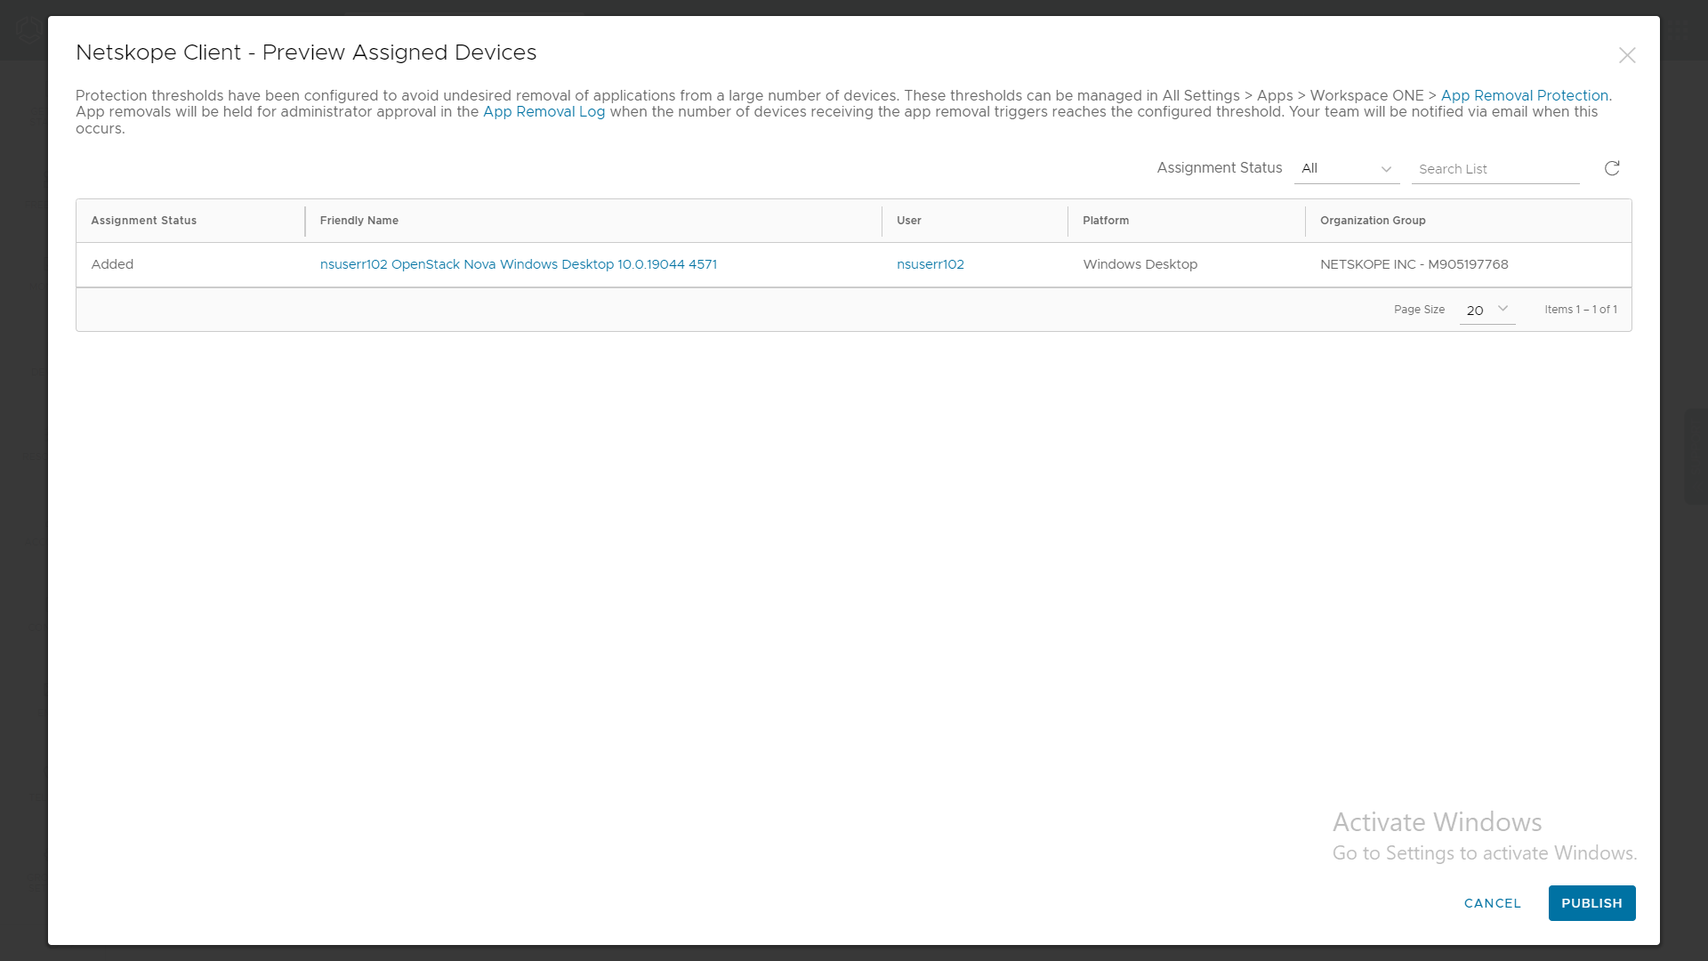 Netskope Client - Preview Assigned Devices
Protection thresholds have been configured to avoid undesired removal of applications from a large number of devices. These thresholds can be managed in All Settings > Apps > Workspace ONE > App Removal Protection.
App removals will be held for administrator approval in the App Removal Log when the number of devices receiving the app removal triggers reaches the configured threshold. Your team will be notified via email when this
occurs.
Assignment Status All Search List
Assignment Status Friendly Name User Platform Organization Group
Added nsuserr102 OpenStack Nova Windows Desktop 10.0.19044 4571 nsuserr102 Windows Desktop NETSKOPE INC - M905197768
Page Size 20 Items 1 – 1 of 1
Activate Windows
Go to Settings to activate Windows.
CANCEL PUBLISH